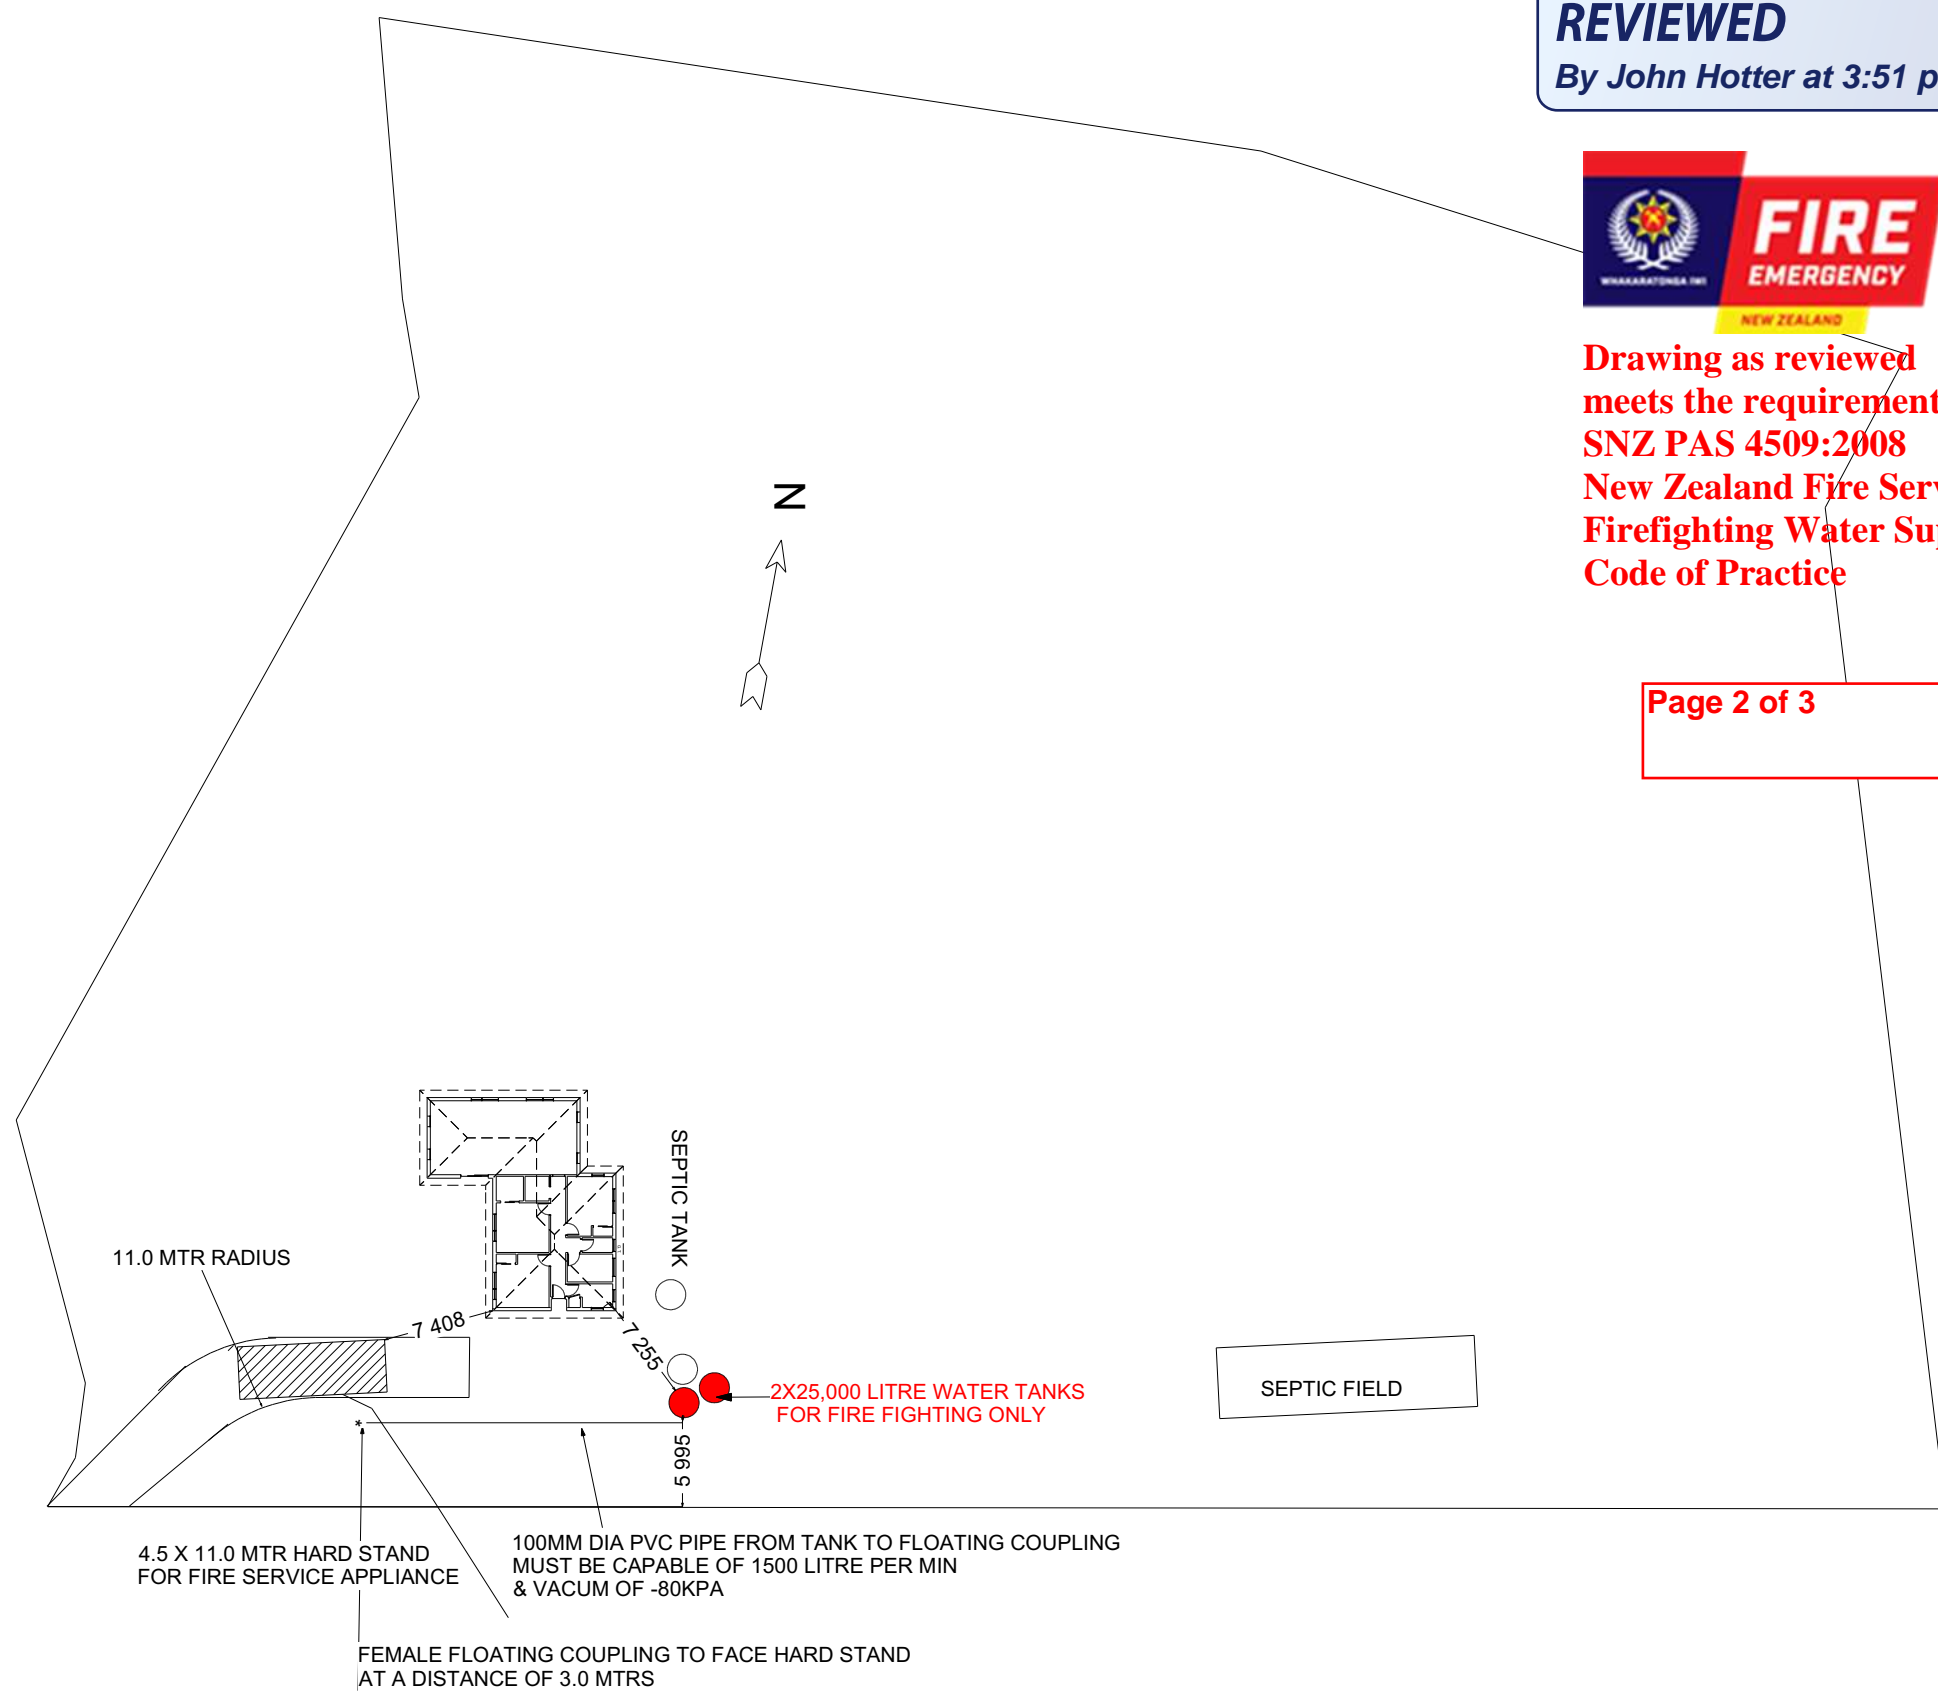 REVIEWED
By John Hotter at 3:51 p
WHAKARATONGA IWI
FIRE
EMERGENCY
NEW ZEALAND
Drawing as reviewed
meets the requirement
SNZ PAS 4509:2008
New Zealand Fire Serv
Firefighting Water Su
Code of Practice
N
Page 2 of 3
SEPTIC TANK
11.0 MTR RADIUS
7 408
7 255
2X25,000 LITRE WATER TANKS
FOR FIRE FIGHTING ONLY
SEPTIC FIELD
5 995
4.5 X 11.0 MTR HARD STAND
FOR FIRE SERVICE APPLIANCE
100MM DIA PVC PIPE FROM TANK TO FLOATING COUPLING
MUST BE CAPABLE OF 1500 LITRE PER MIN
& VACUM OF -80KPA
FEMALE FLOATING COUPLING TO FACE HARD STAND
AT A DISTANCE OF 3.0 MTRS